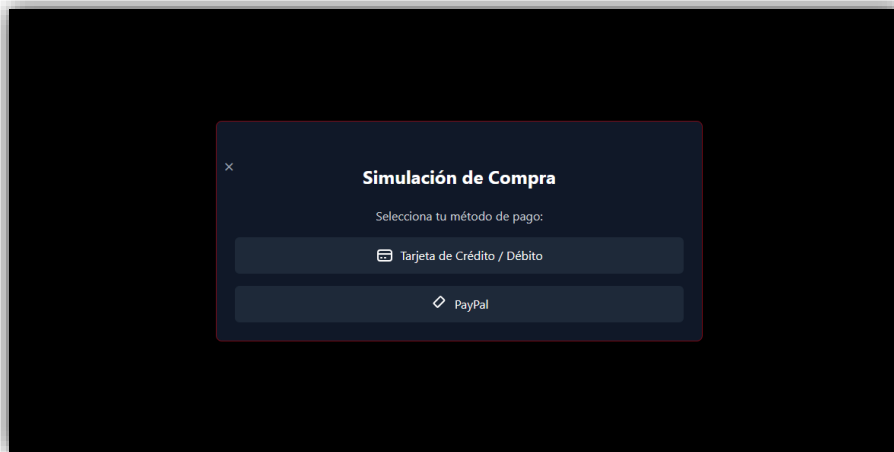 ×
Simulación de Compra
Selecciona tu método de pago:
Tarjeta de Crédito / Débito
PayPal